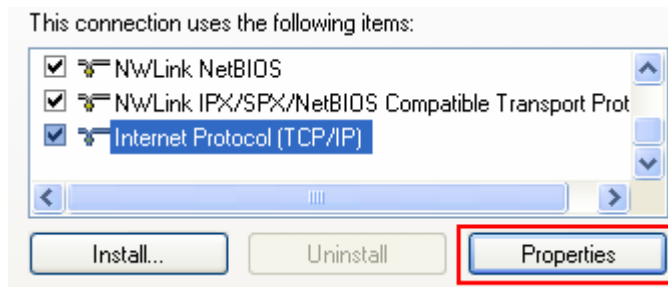 This connection uses the following items:
NWLink NetBIOS
NWLink IPX/SPX/NetBIOS Compatible Transport Prot
Internet Protocol (TCP/IP)
Install... Uninstall Properties